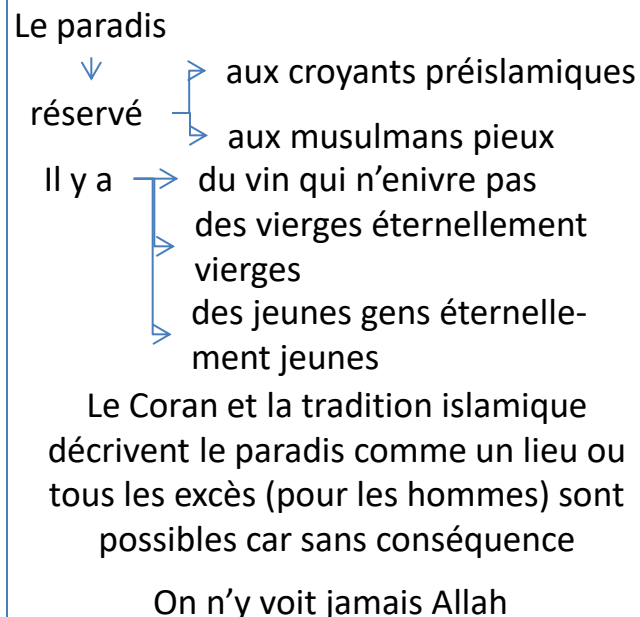 Le paradis
aux croyants préislamiques
réservé
aux musulmans pieux
Il y a du vin qui n’enivre pas
des vierges éternellement
vierges
des jeunes gens éternelle-
ment jeunes
Le Coran et la tradition islamique
décrivent le paradis comme un lieu ou
tous les excès (pour les hommes) sont
possibles car sans conséquence
On n’y voit jamais Allah